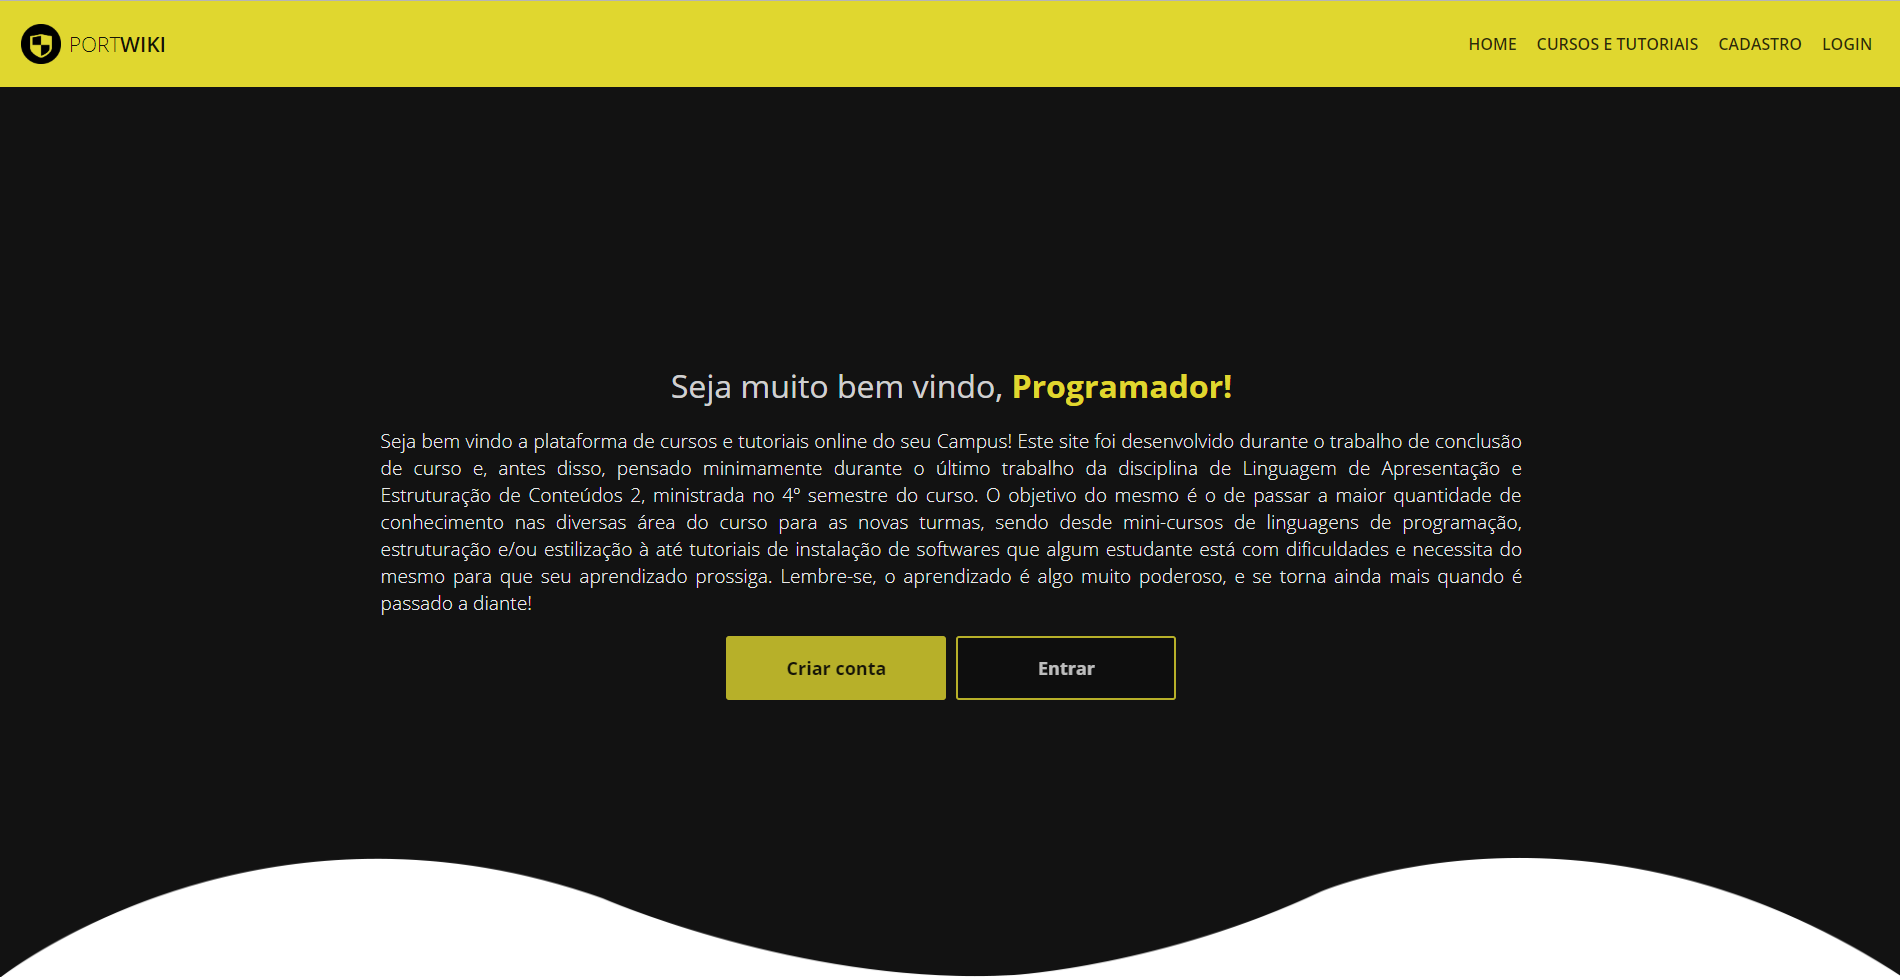 PORTWIKI
HOME CURSOS E TUTORIAIS CADASTRO LOGIN
Seja muito bem vindo, Programador!
Seja bem vindo a plataforma de cursos e tutoriais online do seu Campus! Este site foi desenvolvido durante o trabalho de conclusão
de curso e, antes disso, pensado minimamente durante o último trabalho da disciplina de Linguagem de Apresentação e
Estruturação de Conteúdos 2, ministrada no 4º semestre do curso. O objetivo do mesmo é o de passar a maior quantidade de
conhecimento nas diversas área do curso para as novas turmas, sendo desde mini-cursos de linguagens de programação,
estruturação e/ou estilização à até tutoriais de instalação de softwares que algum estudante está com dificuldades e necessita do
mesmo para que seu aprendizado prossiga. Lembre-se, o aprendizado é algo muito poderoso, e se torna ainda mais quando é
passado a diante!
Criar conta
Entrar